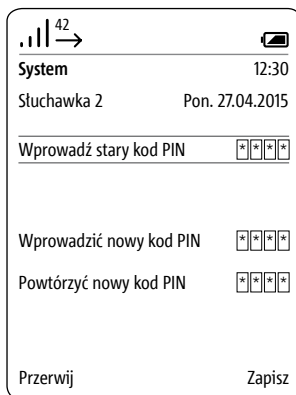 42
System 12:30
Słuchawka 2 Pon. 27.04.2015
Wprowadź stary kod PIN ****
Wprowadzić nowy kod PIN ****
Powtórzyć nowy kod PIN ****
Przerwij Zapisz